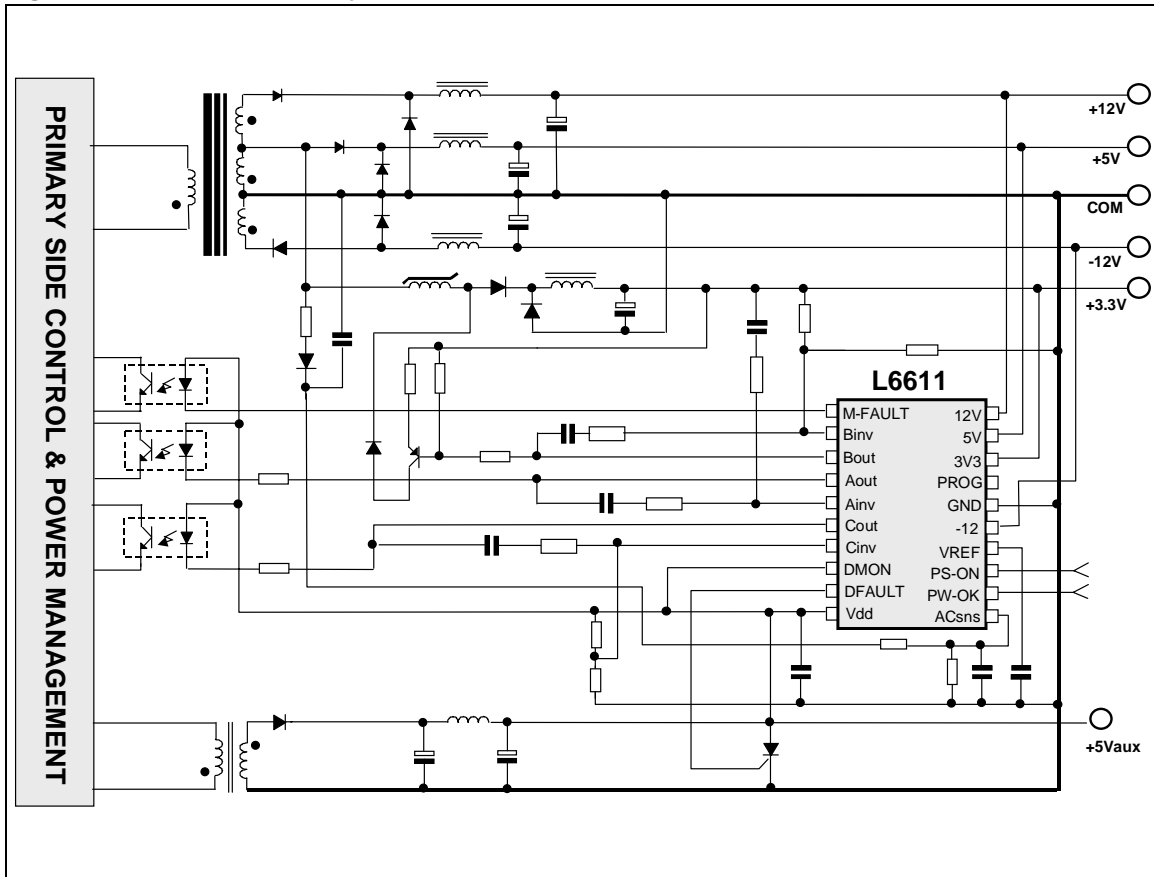 PRIMARY SIDE CONTROL & POWER MANAGEMENT
+12V
+5V
COM
-12V
+3.3V
L6611
M-FAULT
Binv
Bout
Aout
Ainv
Cout
Cinv
DMON
DFAULT
Vdd
12V
5V
3V3
PROG
GND
-12
VREF
PS-ON
PW-OK
ACsns
+5Vaux